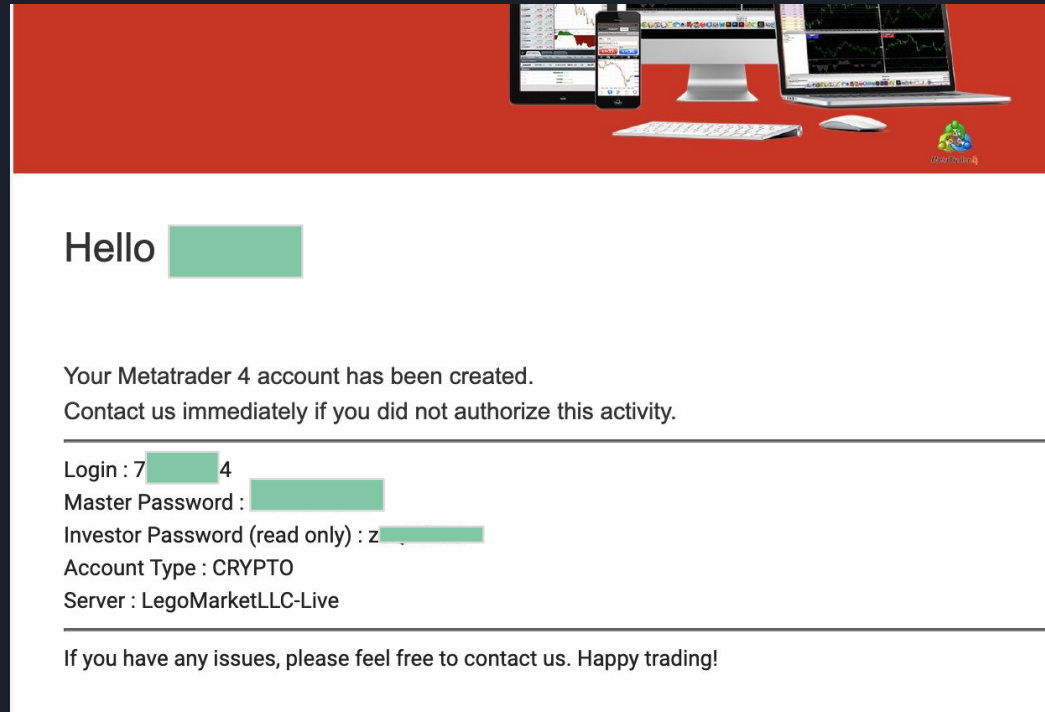 MetaTrader 4
Hello
Your Metatrader 4 account has been created.
Contact us immediately if you did not authorize this activity.
Login : 7 4
Master Password :
Investor Password (read only) : z
Account Type : CRYPTO
Server : LegoMarketLLC-Live
If you have any issues, please feel free to contact us. Happy trading!